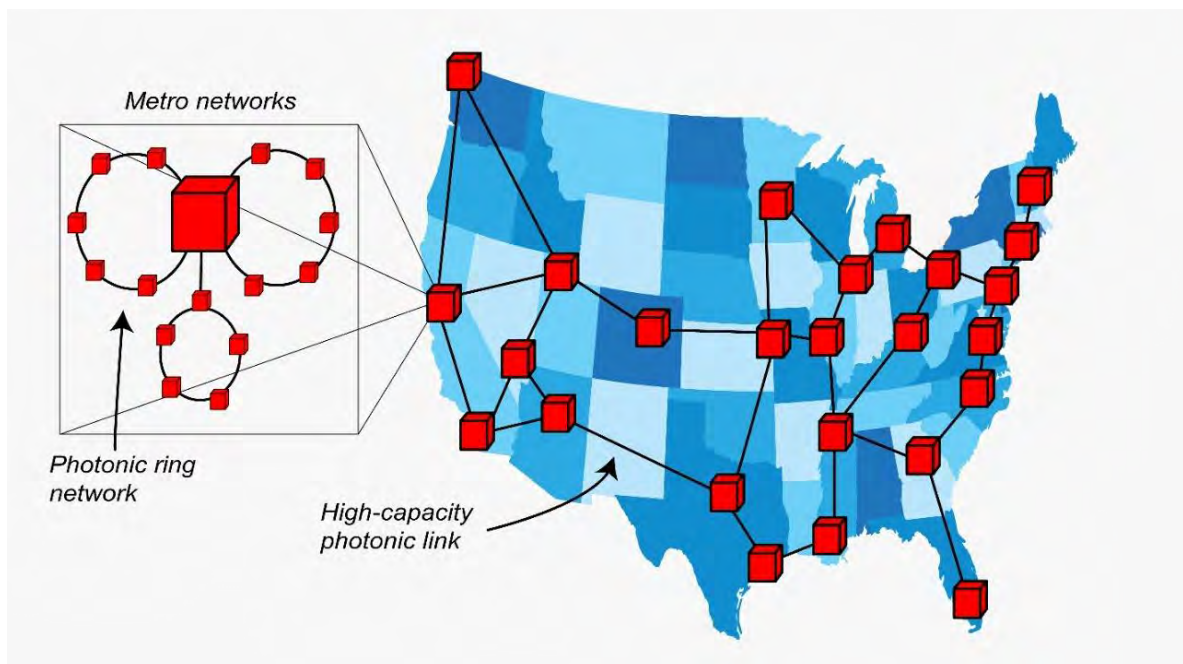 Metro networks
Photonic ring
network
High-capacity
photonic link